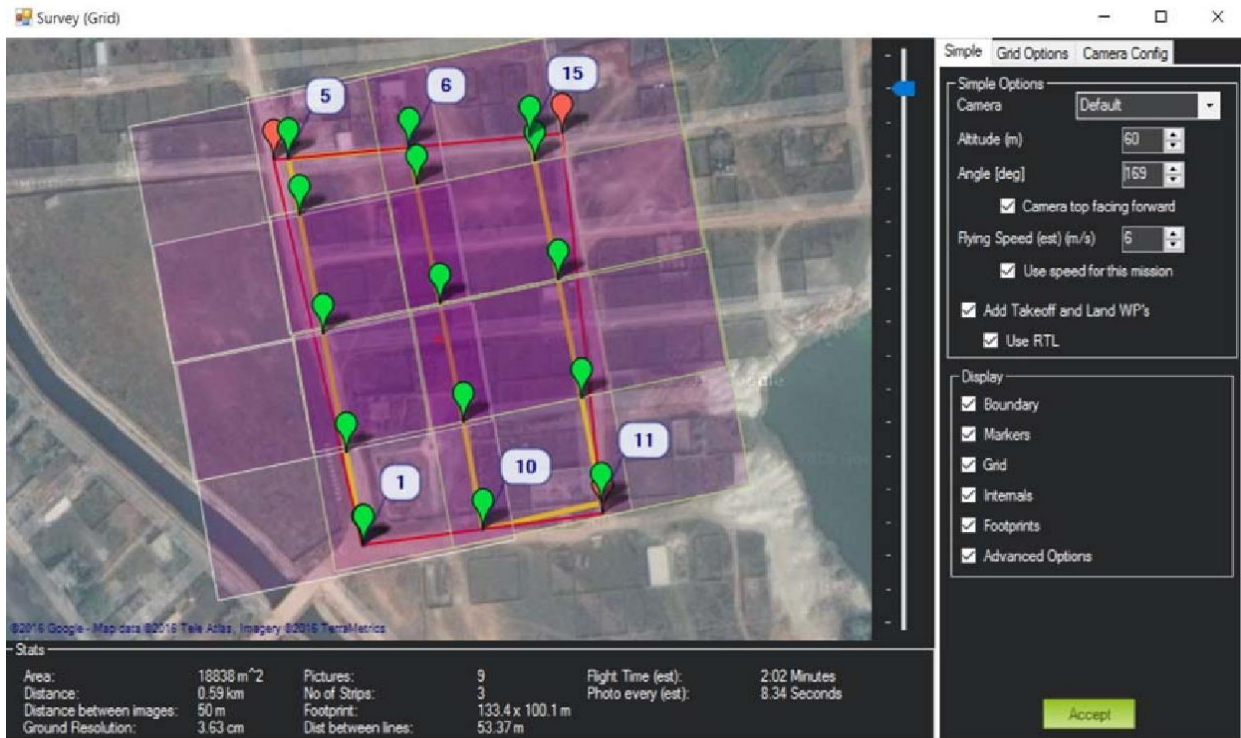 Survey (Grid)
5
6
15
1
10
11
©2016 Google - Map data ©2016 Tele Atlas, Imagery ©2016 TerraMetrics
Simple Grid Options Camera Config
Simple Options
Camera Default
Altitude (m) 60
Angle [deg] 169
Camera top facing forward
Flying Speed (est) (m/s) 6
Use speed for this mission
Add Takeoff and Land WP's
Use RTL
Display
Boundary
Markers
Grid
Internals
Footprints
Advanced Options
Accept
Stats
Area: 18838 m^2 Pictures: 9 Flight Time (est): 2:02 Minutes
Distance: 0.59 km No of Strips: 3 Photo every (est): 8.34 Seconds
Distance between images: 50 m Footprint: 133.4 x 100.1 m
Ground Resolution: 3.63 cm Dist between lines: 53.37 m